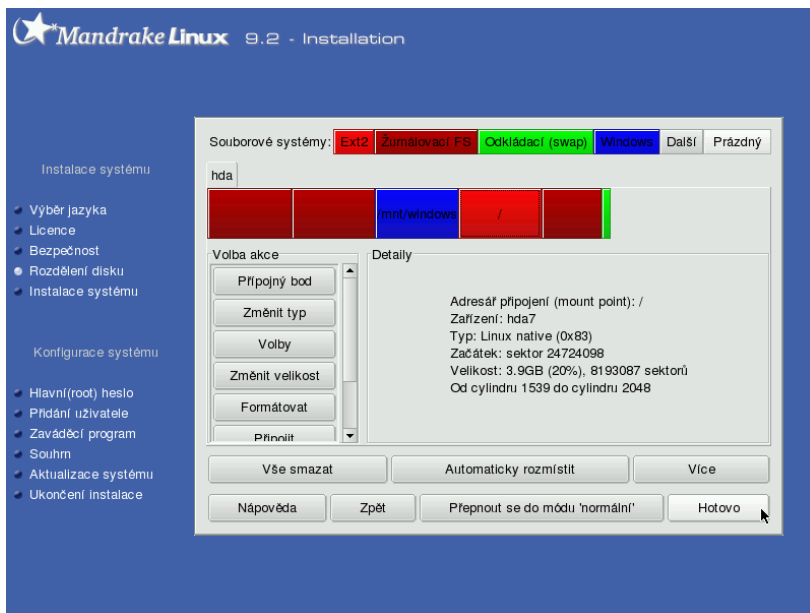 Mandrake Linux 9.2 - Installation
Instalace systému
Výběr jazyka
Licence
Bezpečnost
Rozdělení disku
Instalace systému
Konfigurace systému
Hlavní(root) heslo
Přidání uživatele
Zaváděcí program
Souhrn
Aktualizace systému
Ukončení instalace
Souborové systémy: Ext2 Žurnálovací FS Odkládací (swap) Windows Další Prázdný
hda
/mnt/windows /
Volba akce
Přípojný bod
Změnit typ
Volby
Změnit velikost
Formátovat
Připojit
Detaily
Adresář připojení (mount point): /
Zařízení: hda7
Typ: Linux native (0x83)
Začátek: sektor 24724098
Velikost: 3.9GB (20%), 8193087 sektorů
Od cylindru 1539 do cylindru 2048
Vše smazat Automaticky rozmístit Více
Nápověda Zpět Přepnout se do módu 'normální' Hotovo